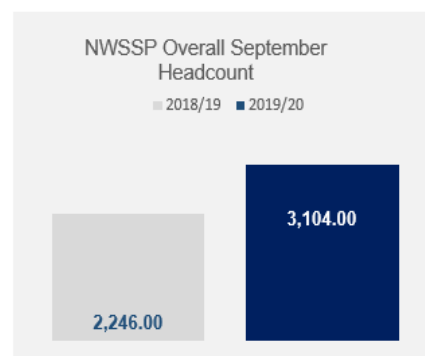 NWSSP Overall September
Headcount
2018/19 2019/20
3,104.00
2,246.00